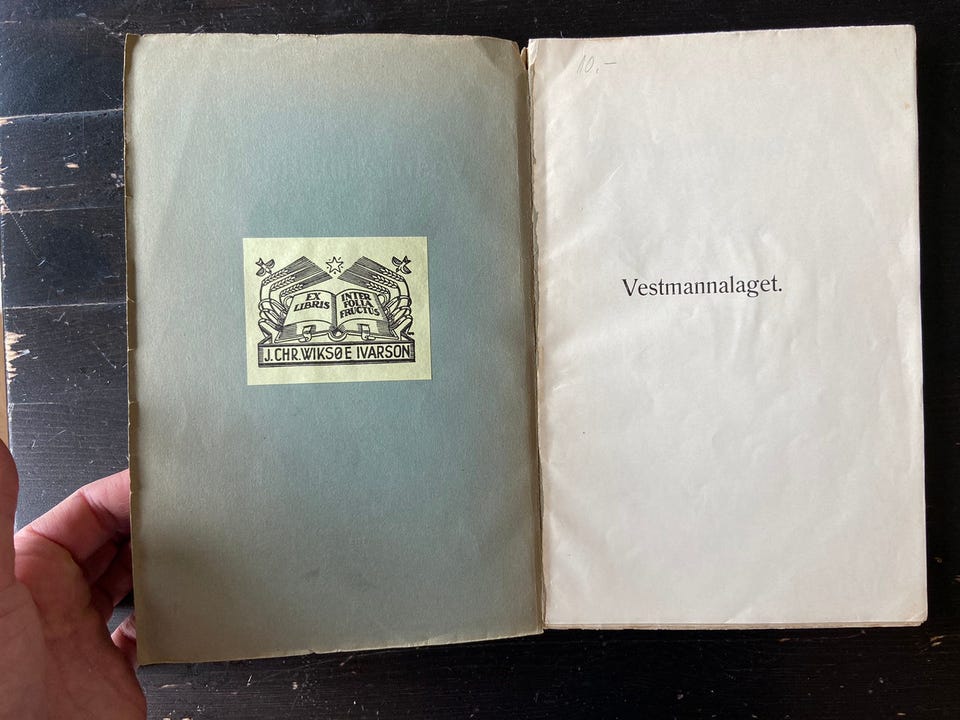 EX
LIBRIS
INTER
FOLIA
FRUCTUS
J. CHR. WIKSØE IVARSON
10.–
Vestmannalaget.